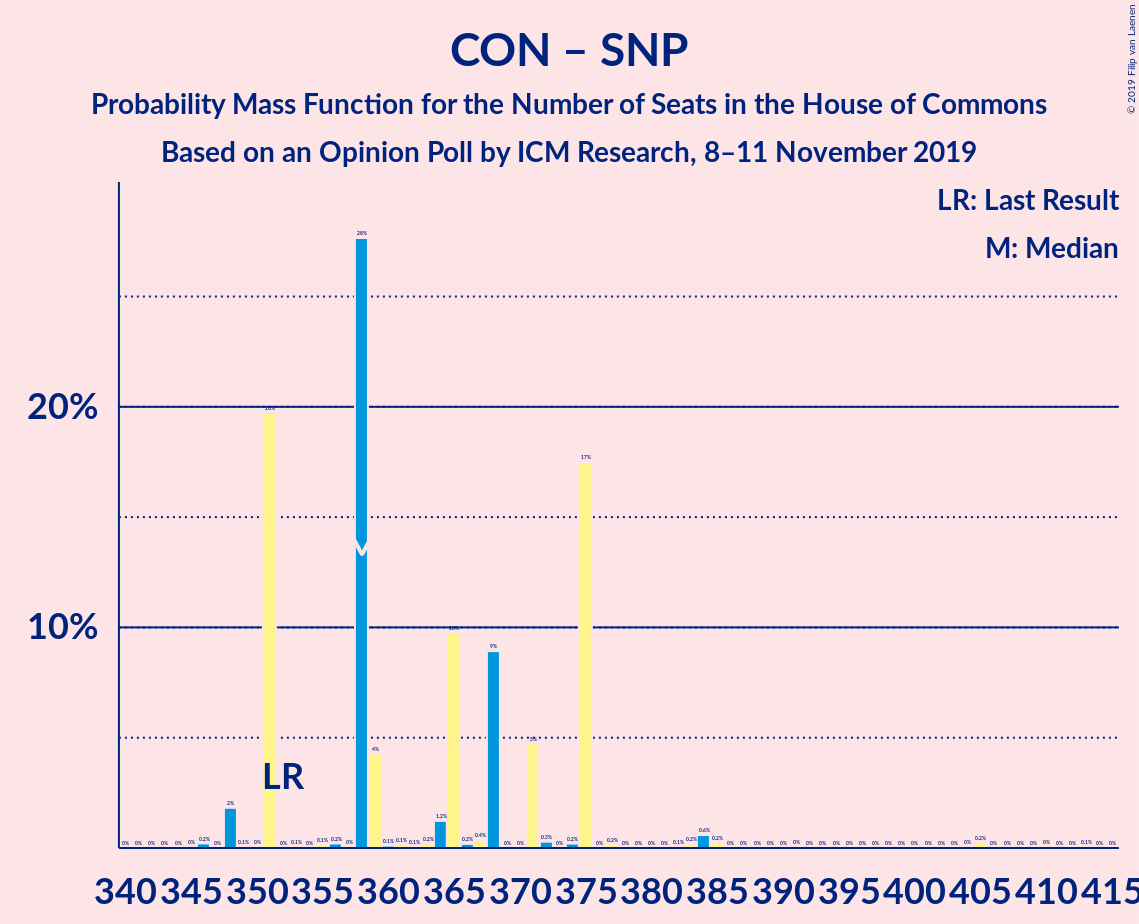 CON – SNP
Probability Mass Function for the Number of Seats in the House of Commons
Based on an Opinion Poll by ICM Research, 8–11 November 2019
© 2019 Filip van Laenen
LR: Last Result
M: Median
20%
10%
28%
20%
17%
10%
9%
5%
4%
2%
1.2%
0.6%
LR
M
340 345 350 355 360 365 370 375 380 385 390 395 400 405 410 415